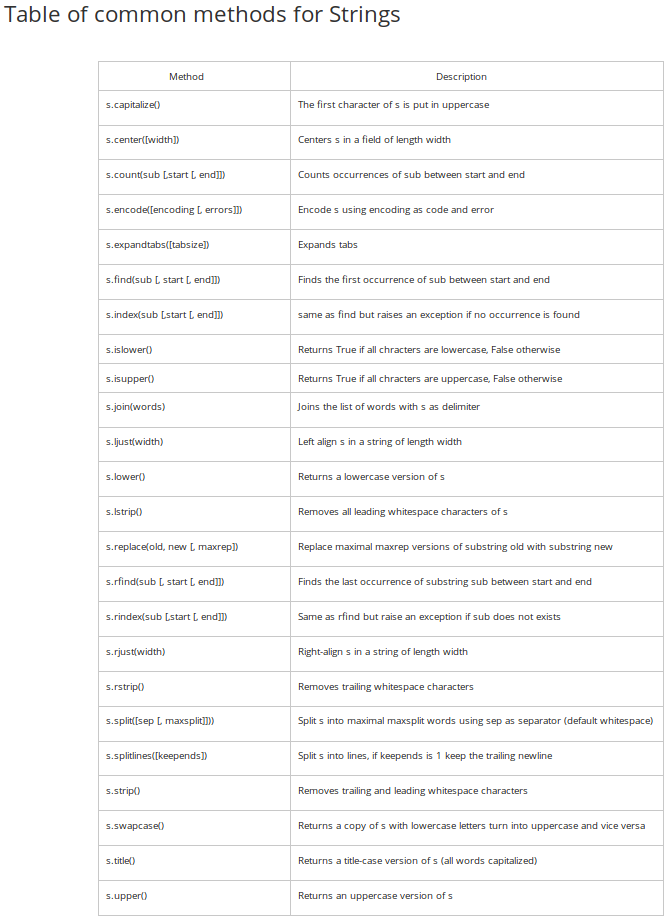 Table of common methods for Strings
Method Description
s.capitalize() The first character of s is put in uppercase
s.center([width]) Centers s in a field of length width
s.count(sub [,start [, end]]) Counts occurrences of sub between start and end
s.encode([encoding [, errors]]) Encode s using encoding as code and error
s.expandtabs([tabsize]) Expands tabs
s.find(sub [, start [, end]]) Finds the first occurrence of sub between start and end
s.index(sub [,start [, end]]) same as find but raises an exception if no occurrence is found
s.islower() Returns True if all chracters are lowercase, False otherwise
s.isupper() Returns True if all chracters are uppercase, False otherwise
s.join(words) Joins the list of words with s as delimiter
s.ljust(width) Left align s in a string of length width
s.lower() Returns a lowercase version of s
s.lstrip() Removes all leading whitespace characters of s
s.replace(old, new [, maxrep]) Replace maximal maxrep versions of substring old with substring new
s.rfind(sub [, start [, end]]) Finds the last occurrence of substring sub between start and end
s.rindex(sub [,start [, end]]) Same as rfind but raise an exception if sub does not exists
s.rjust(width) Right-align s in a string of length width
s.rstrip() Removes trailing whitespace characters
s.split([sep [, maxsplit]])) Split s into maximal maxsplit words using sep as separator (default whitespace)
s.splitlines([keepends]) Split s into lines, if keepends is 1 keep the trailing newline
s.strip() Removes trailing and leading whitespace characters
s.swapcase() Returns a copy of s with lowercase letters turn into uppercase and vice versa
s.title() Returns a title-case version of s (all words capitalized)
s.upper() Returns an uppercase version of s